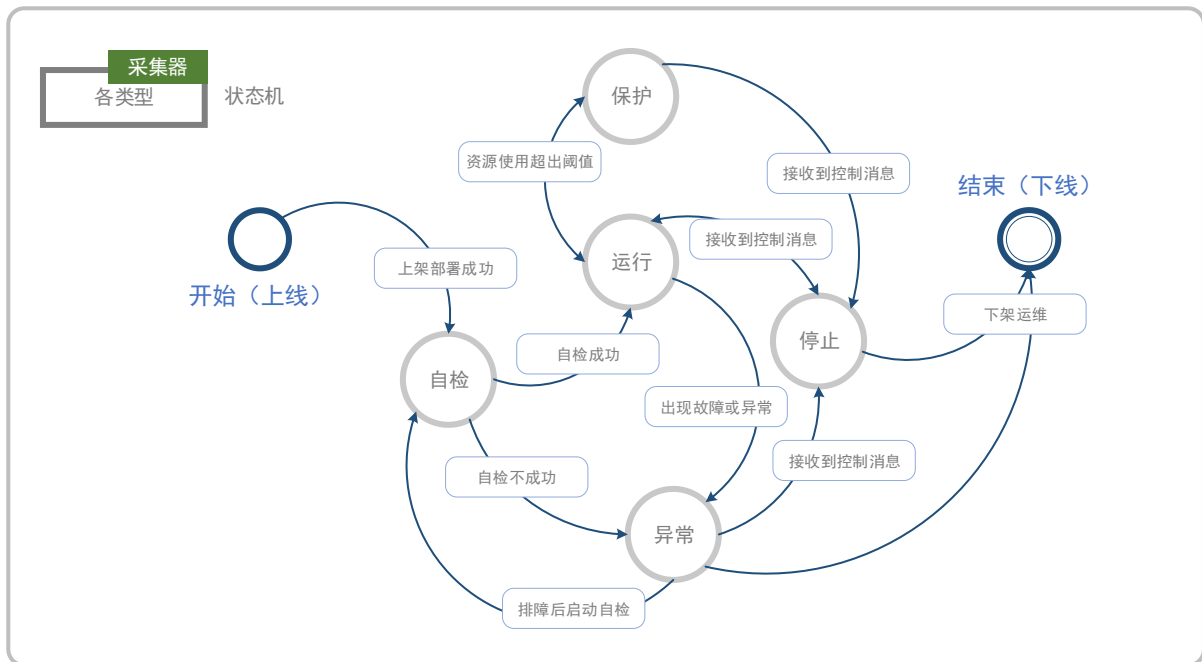 采集器
各类型
状态机
保护
资源使用超出阈值
接收到控制消息
结束（下线）
运行
接收到控制消息
上架部署成功
开始（上线）
下架运维
停止
自检成功
自检
出现故障或异常
接收到控制消息
自检不成功
异常
排障后启动自检